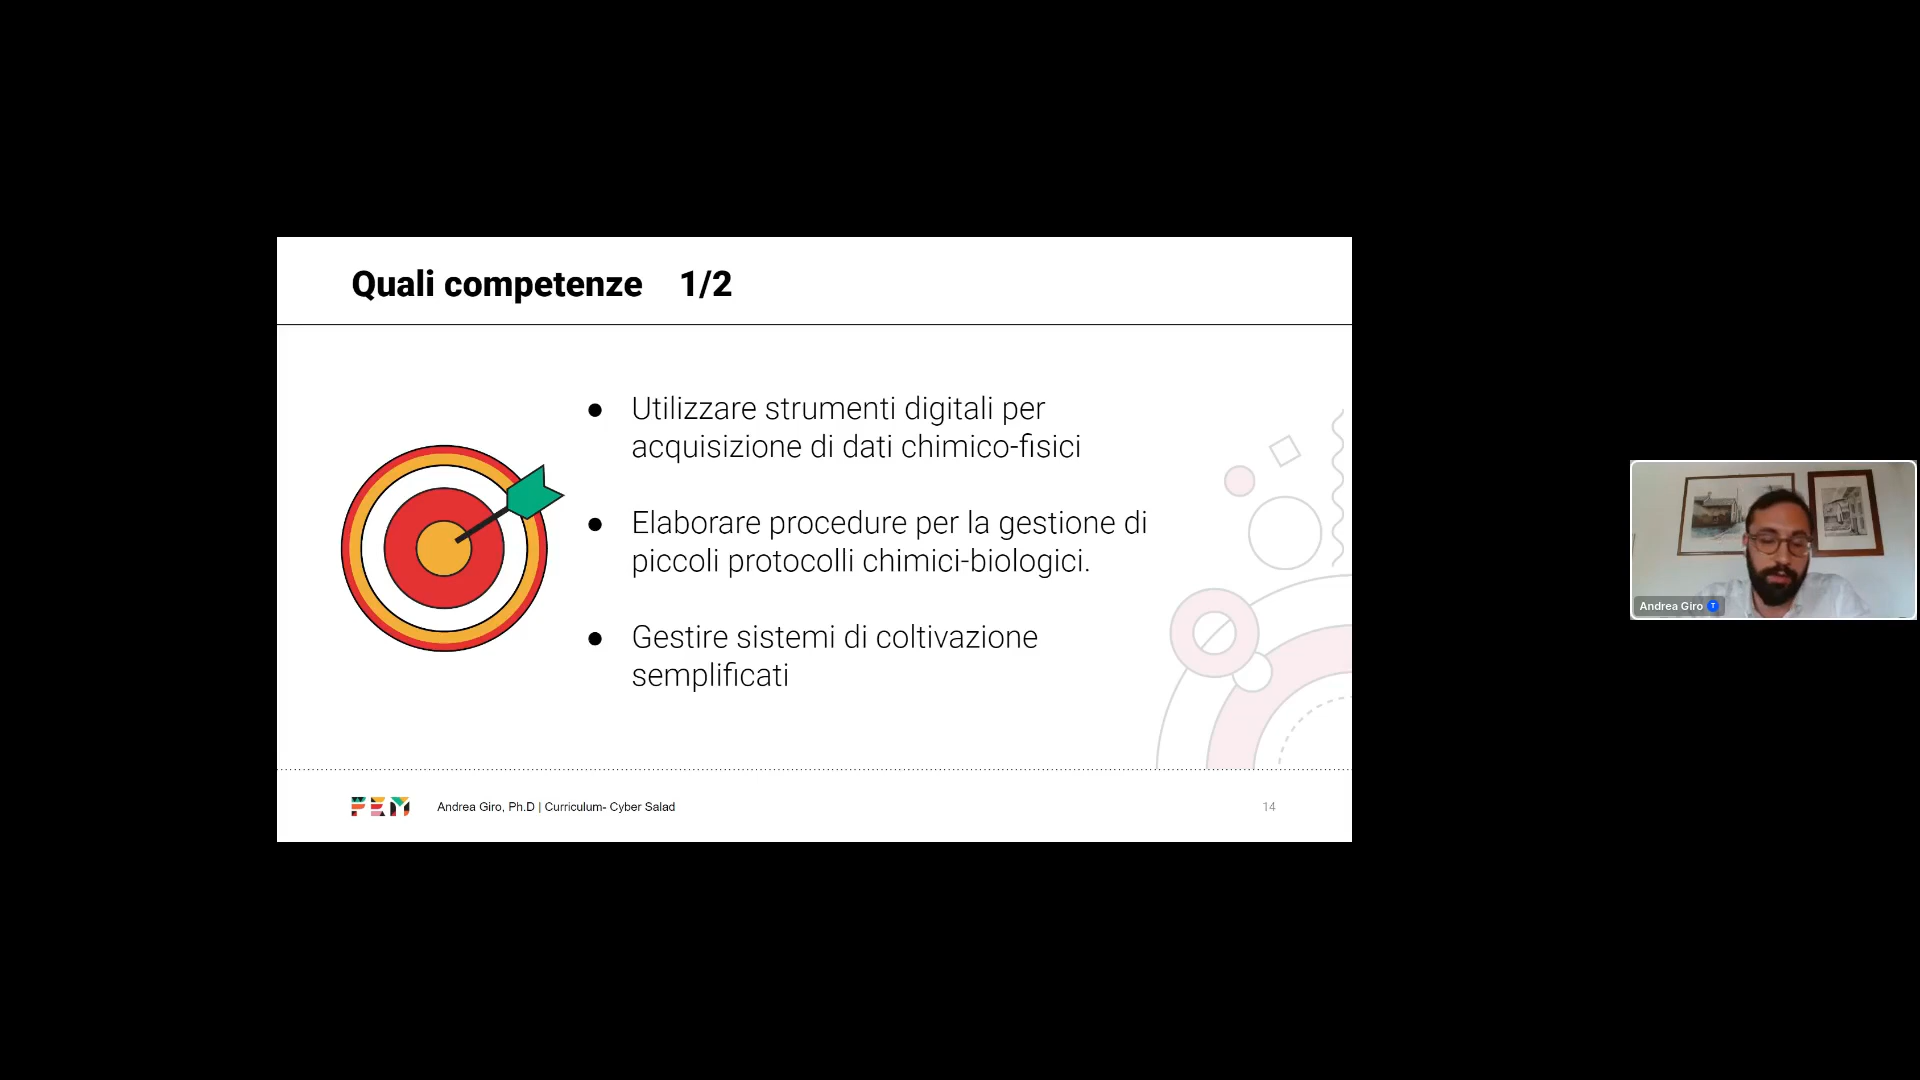 Quali competenze 1/2
● Utilizzare strumenti digitali per
acquisizione di dati chimico-fisici
● Elaborare procedure per la gestione di
piccoli protocolli chimici-biologici.
● Gestire sistemi di coltivazione
semplificati
FEM Andrea Giro, Ph.D | Curriculum- Cyber Salad 14
Andrea Giro T